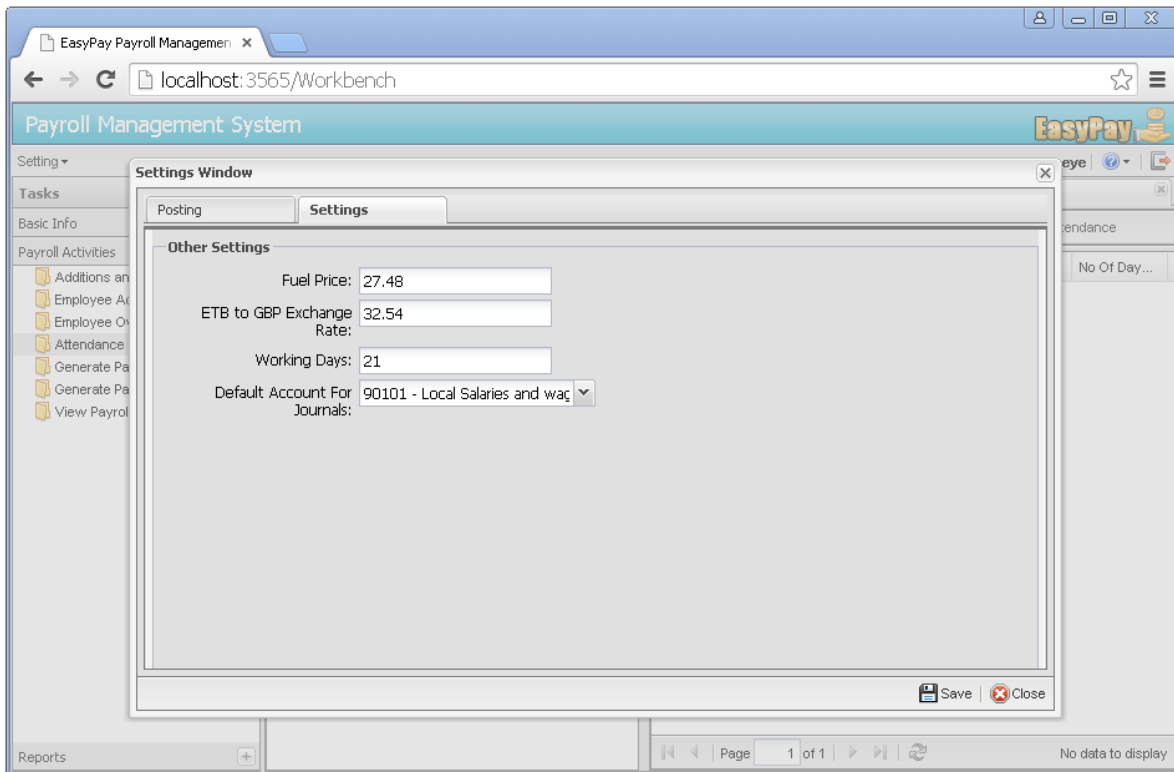 EasyPay Payroll Managemen
localhost:3565/Workbench
Payroll Management System
EasyPay
Setting
eye
Settings Window
Tasks
Posting
Settings
Basic Info
endance
Payroll Activities
Other Settings
No Of Day...
Additions an
Fuel Price: 27.48
Employee
Employee
ETB to GBP Exchange
Rate: 32.54
Attendance
Working Days: 21
Generate Pa
Generate Pa
Default Account For
Journals: 90101 - Local Salaries and wag
View Payrol
Save
Close
Reports
Page 1 of 1
No data to display